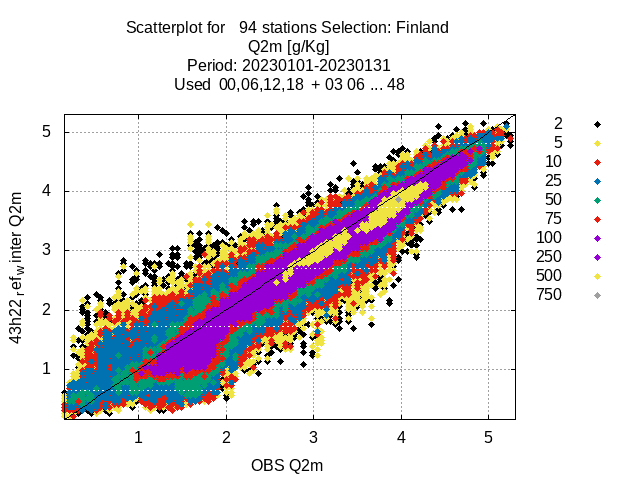 Scatterplot for   94 stations Selection: Finland
Q2m [g/Kg]
Period: 20230101-20230131
Used  00,06,12,18  + 03 06 ... 48
43h22_ref_winter Q2m
5
4
3
2
1
1 2 3 4 5
OBS Q2m
2
5
10
25
50
75
100
250
500
750